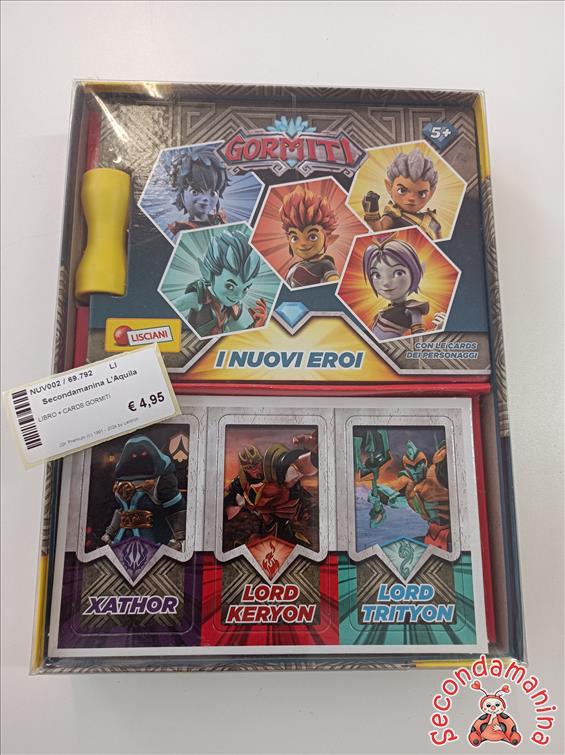 GORMITI
5+
LISCIANI
I NUOVI EROI
CON LE CARDS
DEI PERSONAGGI
NUV002 / 69.792 LI
Secondamanina L'Aquila
LIBRO + CARDS GORMITI
€ 4,95
XATHOR
LORD
KERYON
LORD
TRITYON
Secondamanina